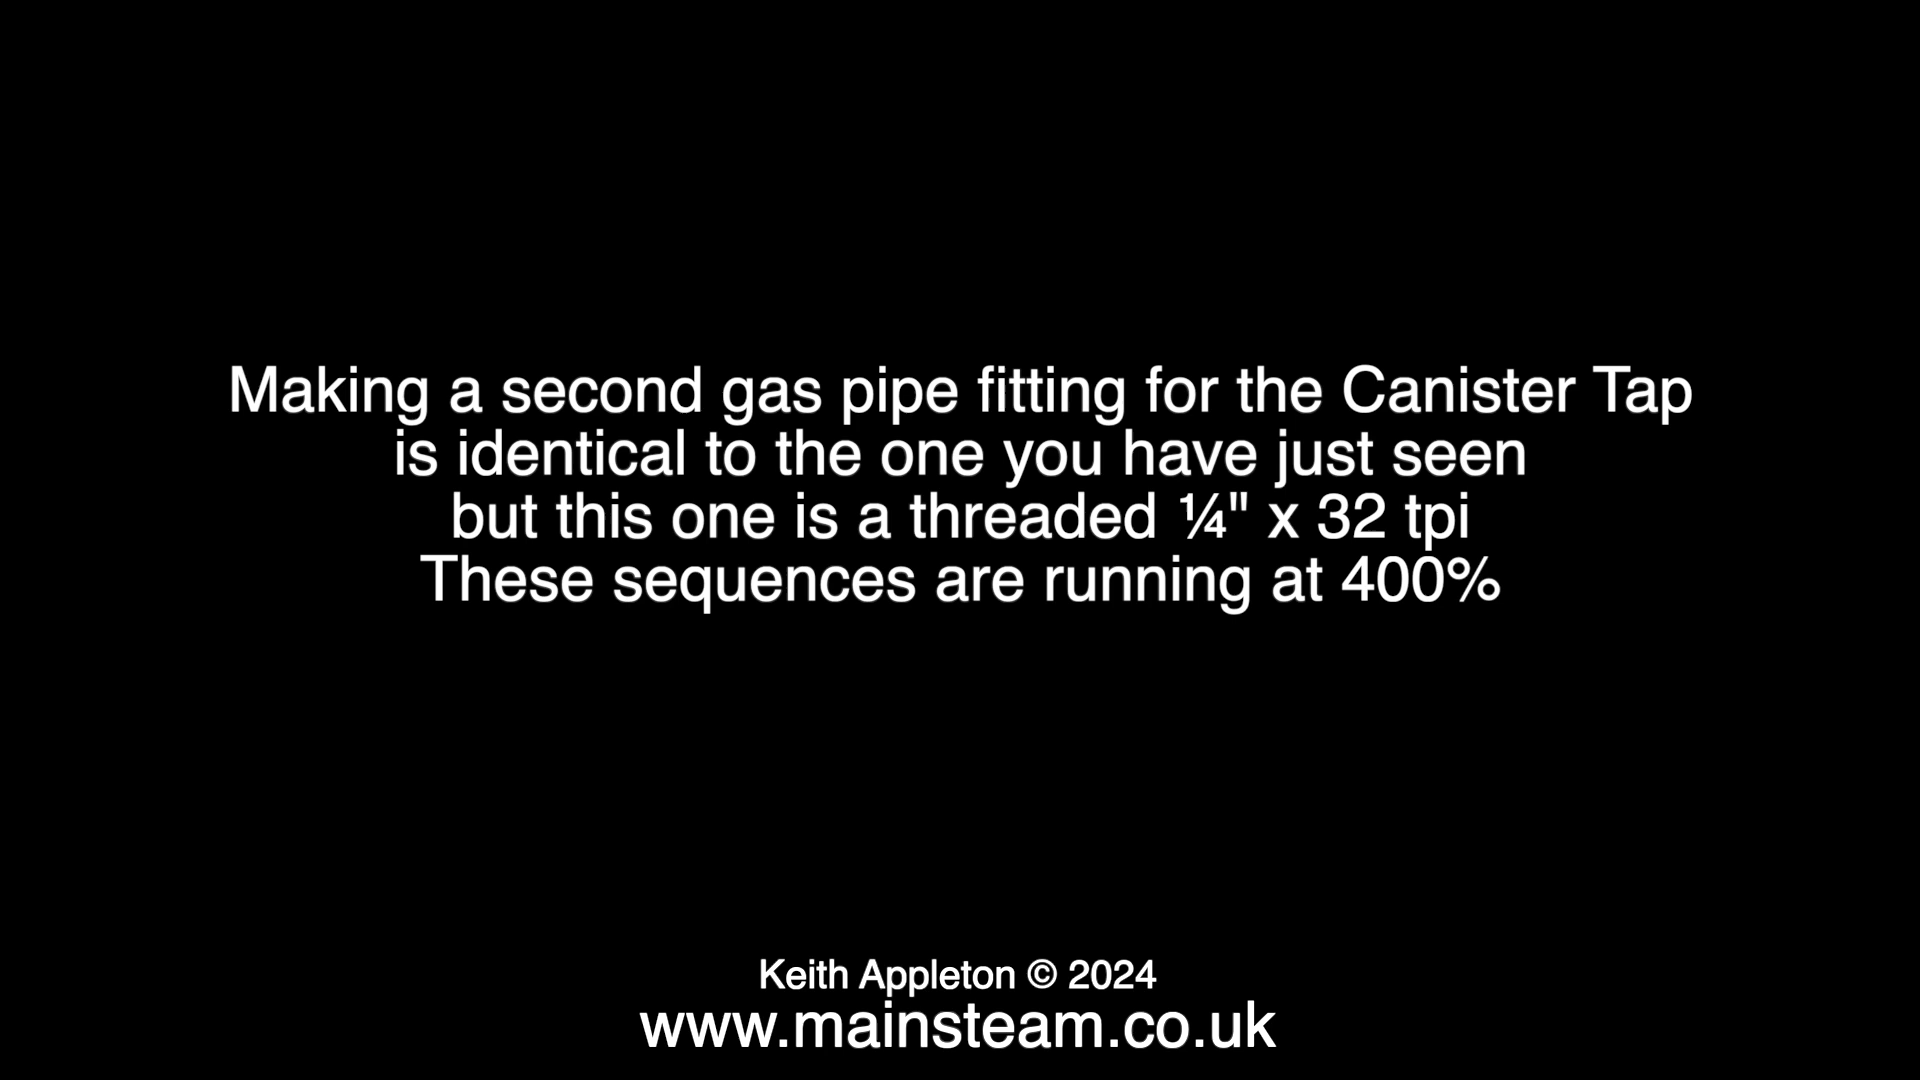 Making a second gas pipe fitting for the Canister Tap
is identical to the one you have just seen
but this one is a threaded ¼" x 32 tpi
These sequences are running at 400%
Keith Appleton © 2024
www.mainsteam.co.uk